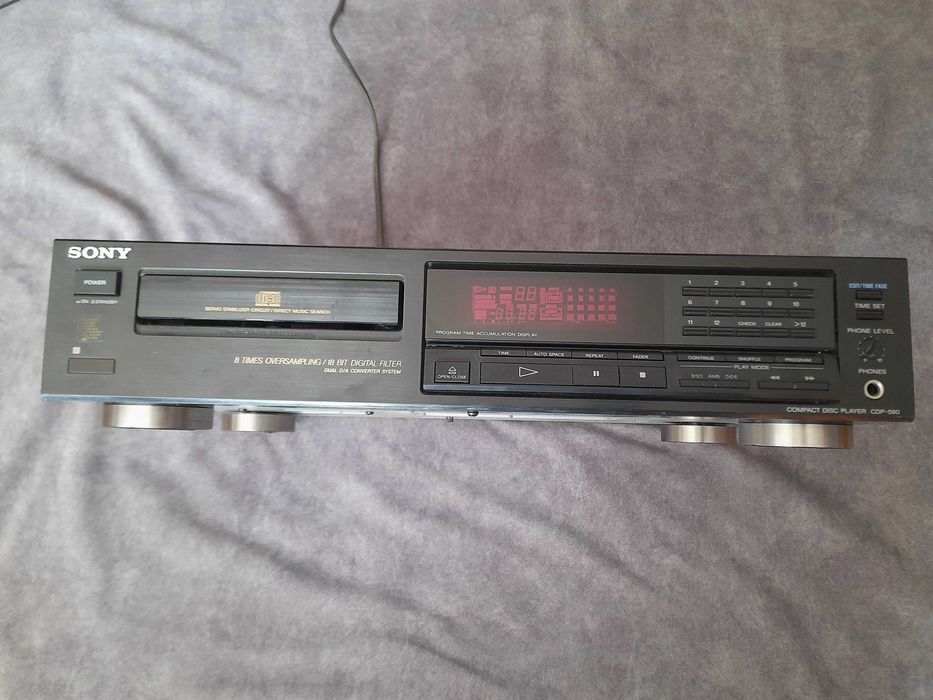 SONY
POWER
ON STANDBY
disc
SERVO STABILIZER CIRCUIT/DIRECT MUSIC SEARCH
8 TIMES OVERSAMPLING/18 BIT DIGITAL FILTER
DUAL D/A CONVERTER SYSTEM
PROGRAM TIME ACCUMULATION DISPLAY
1 2 3 4 5
6 7 8 9 10
11 12 CHECK CLEAR >12
EDIT/TIME FADE
TIME SET
PHONE LEVEL
0 10
PHONES
TIME AUTO SPACE REPEAT FADER
OPEN/CLOSE
CONTINUE SHUFFLE PROGRAM
PLAY MODE
AMS
COMPACT DISC PLAYER CDP-590